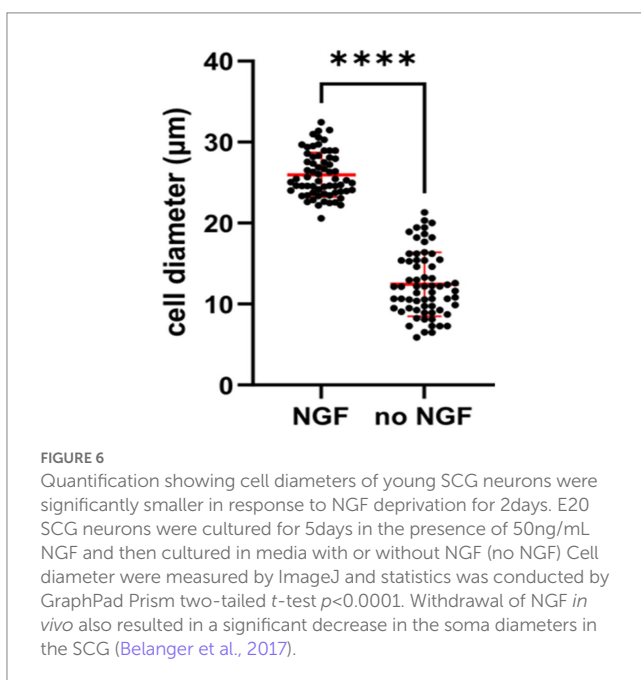 ****
40
30
20
10
0
cell diameter (µm)
NGF no NGF
FIGURE 6
Quantification showing cell diameters of young SCG neurons were
significantly smaller in response to NGF deprivation for 2days. E20
SCG neurons were cultured for 5days in the presence of 50ng/mL
NGF and then cultured in media with or without NGF (no NGF) Cell
diameter were measured by ImageJ and statistics was conducted by
GraphPad Prism two-tailed t-test p<0.0001. Withdrawal of NGF in
vivo also resulted in a significant decrease in the soma diameters in
the SCG (Belanger et al., 2017).